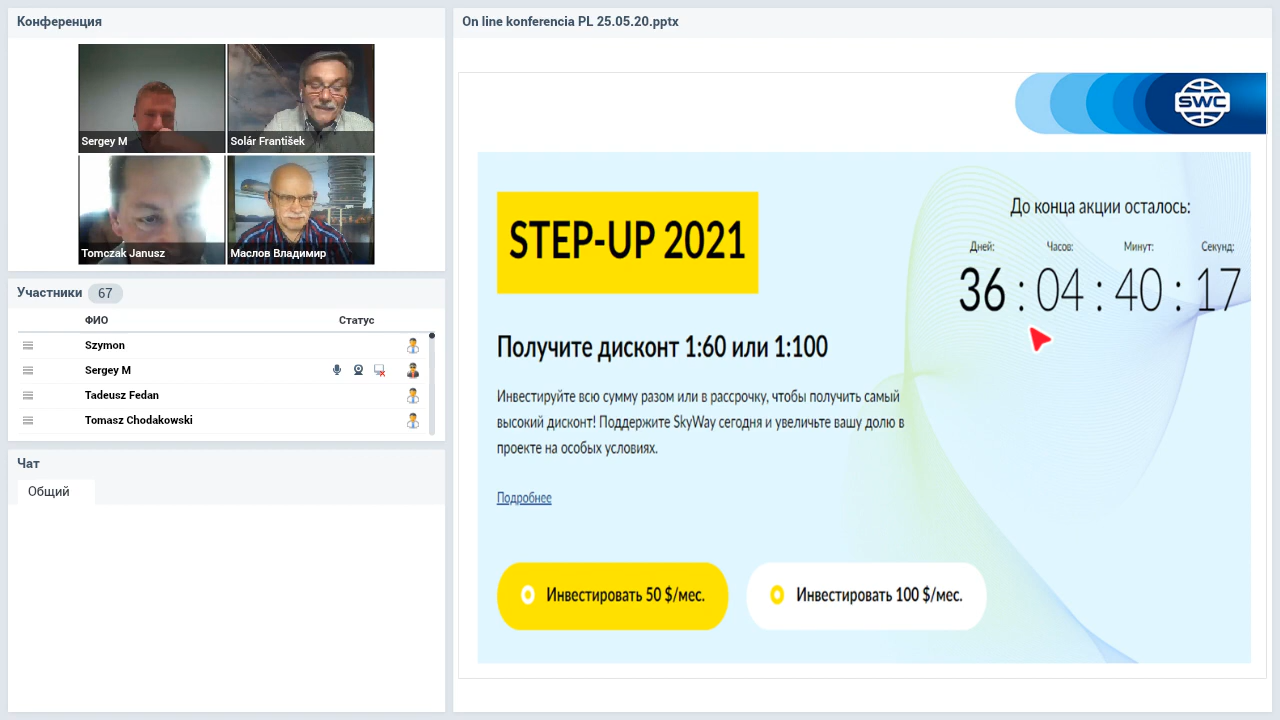 Конференция
Sergey M
Solár František
Tomczak Janusz
Маслов Владимир
Участники 67
ФИО Статус
Szymon
Sergey M
Tadeusz Fedan
Tomasz Chodakowski
Чат
Общий
On line konferencia PL 25.05.20.pptx
SWC
STEP-UP 2021
До конца акции осталось:
Дней: Часов: Минут: Секунд:
36 : 04 : 40 : 17
Получите дисконт 1:60 или 1:100
Инвестируйте всю сумму разом или в рассрочку, чтобы получить самый
высокий дисконт! Поддержите SkyWay сегодня и увеличьте вашу долю в
проекте на особых условиях.
Подробнее
Инвестировать 50 $/мес.
Инвестировать 100 $/мес.